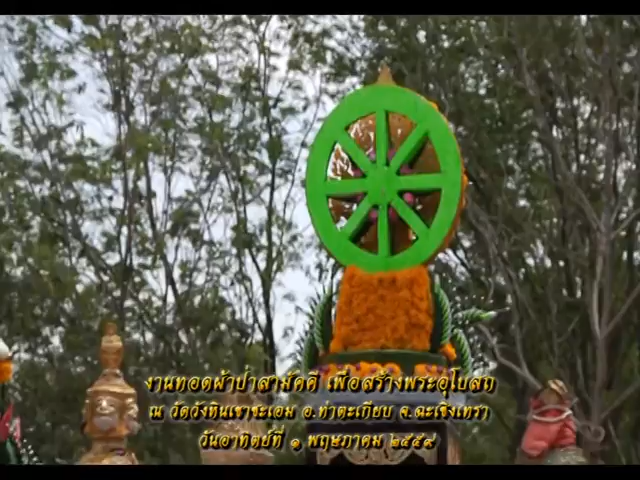 งานทอดผ้าป่าสามัคคี เพื่อสร้างพระอุโบสถ
ณ วัดวังหินเขาชะเอม อ.ท่าตะเกียบ จ.ฉะเชิงเทรา
วันอาทิตย์ที่ ๑ พฤษภาคม ๒๕๕๙